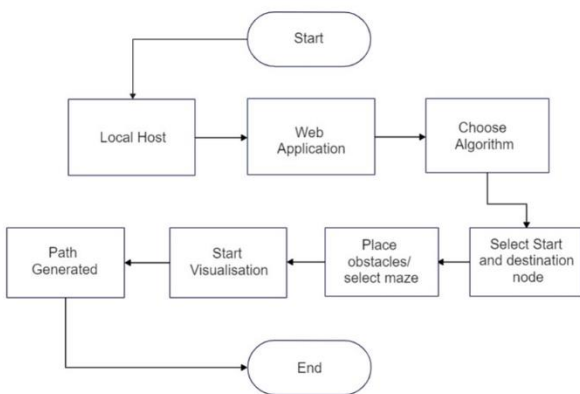 Start
Local Host
Web
Application
Choose
Algorithm
Select Start
and destination
node
Place
obstacles/
select maze
Start
Visualisation
Path
Generated
End